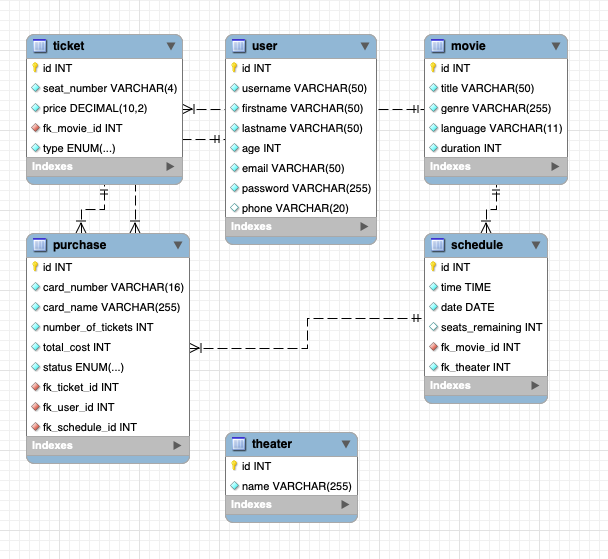 ticket
id INT
seat_number VARCHAR(4)
price DECIMAL(10,2)
fk_movie_id INT
type ENUM(...)
Indexes
user
id INT
username VARCHAR(50)
firstname VARCHAR(50)
lastname VARCHAR(50)
age INT
email VARCHAR(50)
password VARCHAR(255)
phone VARCHAR(20)
Indexes
movie
id INT
title VARCHAR(50)
genre VARCHAR(255)
language VARCHAR(11)
duration INT
Indexes
purchase
id INT
card_number VARCHAR(16)
card_name VARCHAR(255)
number_of_tickets INT
total_cost INT
status ENUM(...)
fk_ticket_id INT
fk_user_id INT
fk_schedule_id INT
Indexes
schedule
id INT
time TIME
date DATE
seats_remaining INT
fk_movie_id INT
fk_theater INT
Indexes
theater
id INT
name VARCHAR(255)
Indexes